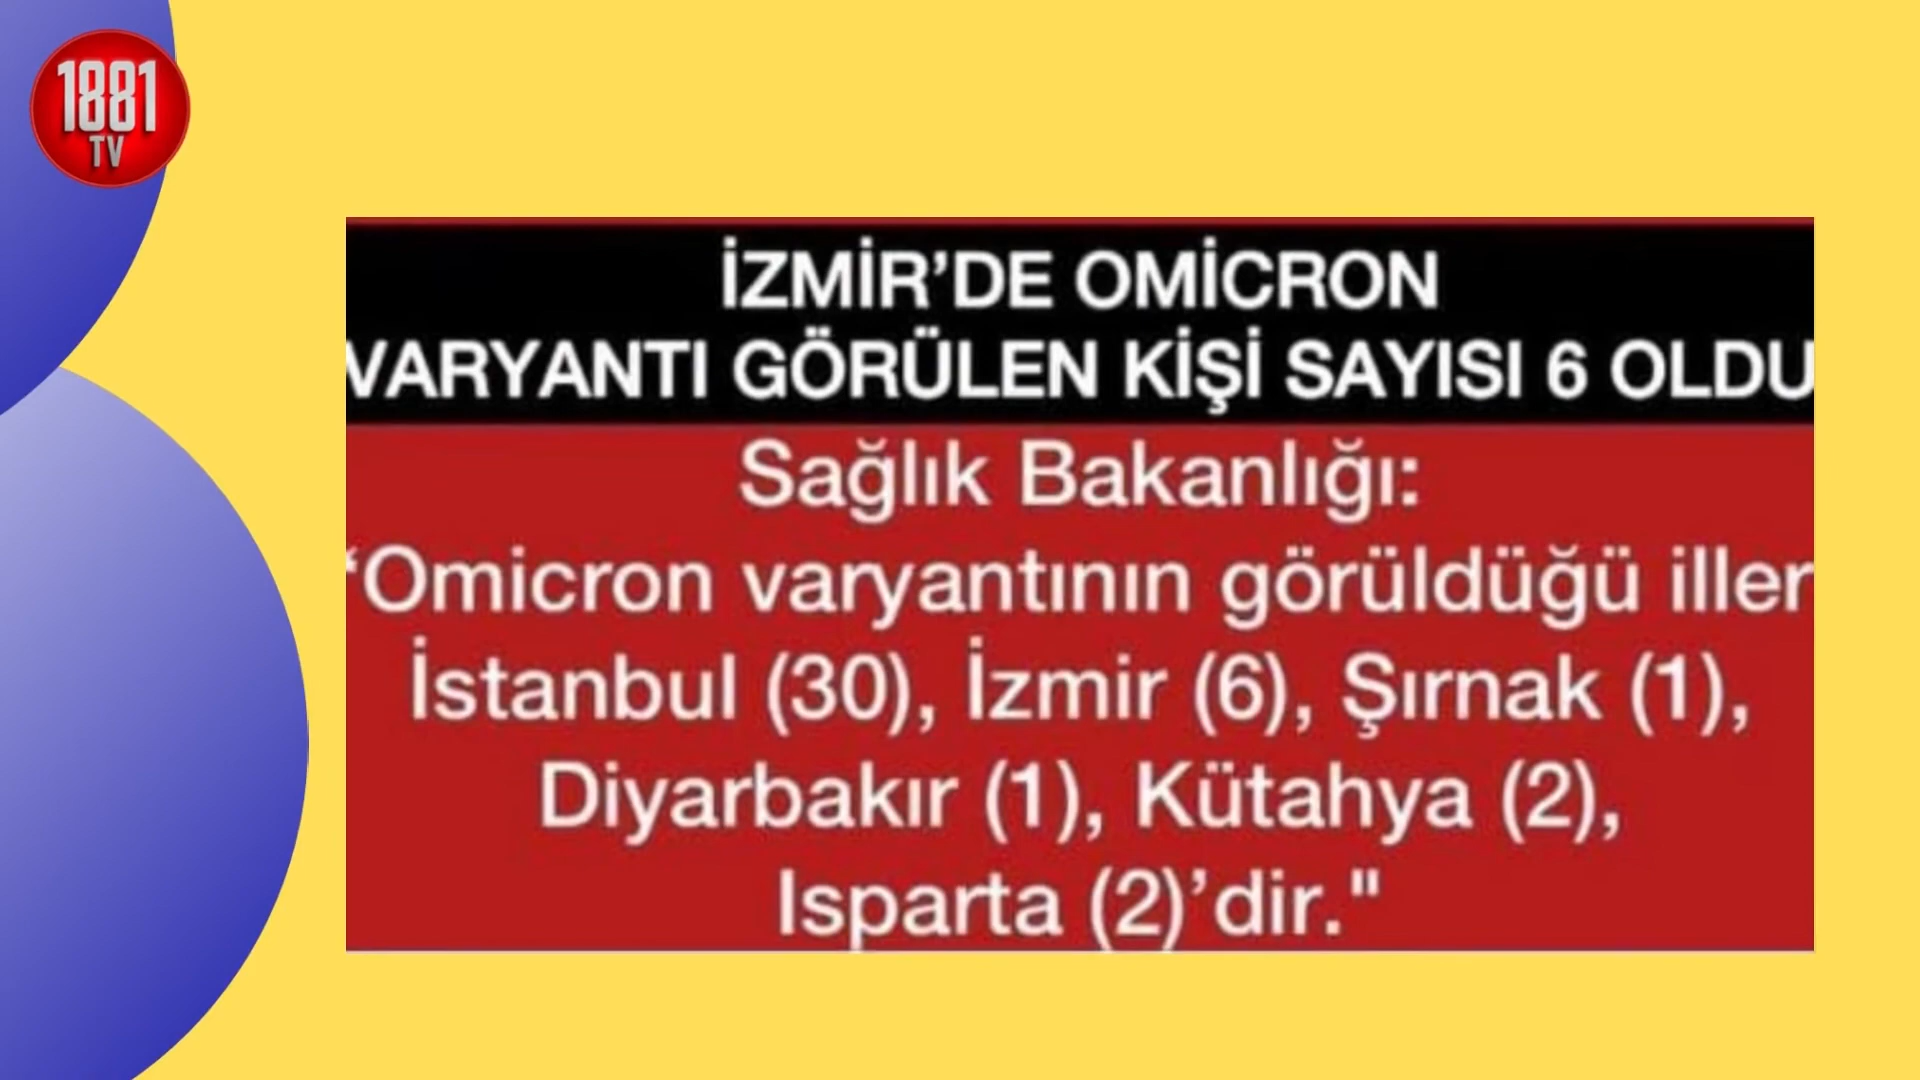 1881
TV
İZMİR’DE OMİCRON
VARYANTI GÖRÜLEN KİŞİ SAYISI 6 OLDU
Sağlık Bakanlığı:
“Omicron varyantının görüldüğü iller
İstanbul (30), İzmir (6), Şırnak (1),
Diyarbakır (1), Kütahya (2),
Isparta (2)’dir."